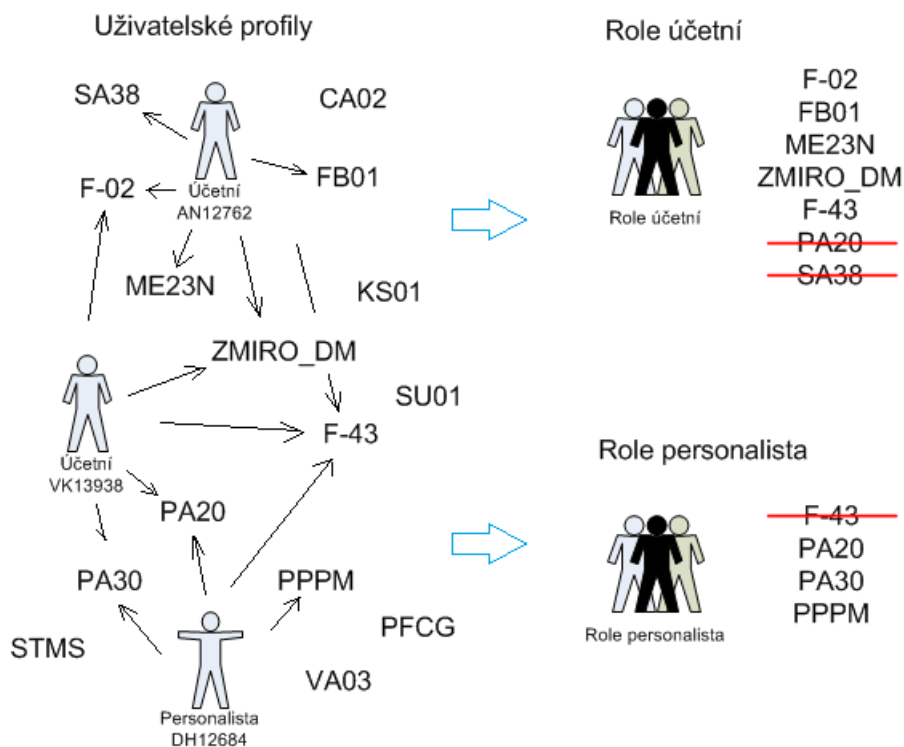 Uživatelské profily
SA38
CA02
FB01
F-02
Účetní
AN12762
ME23N
KS01
ZMIRO_DM
SU01
F-43
Účetní
VK13938
PA20
PA30
PPPM
PFCG
STMS
VA03
Personalista
DH12684
Role účetní
F-02
FB01
ME23N
ZMIRO_DM
F-43
PA20
SA38
Role účetní
Role personalista
F-43
PA20
PA30
PPPM
Role personalista